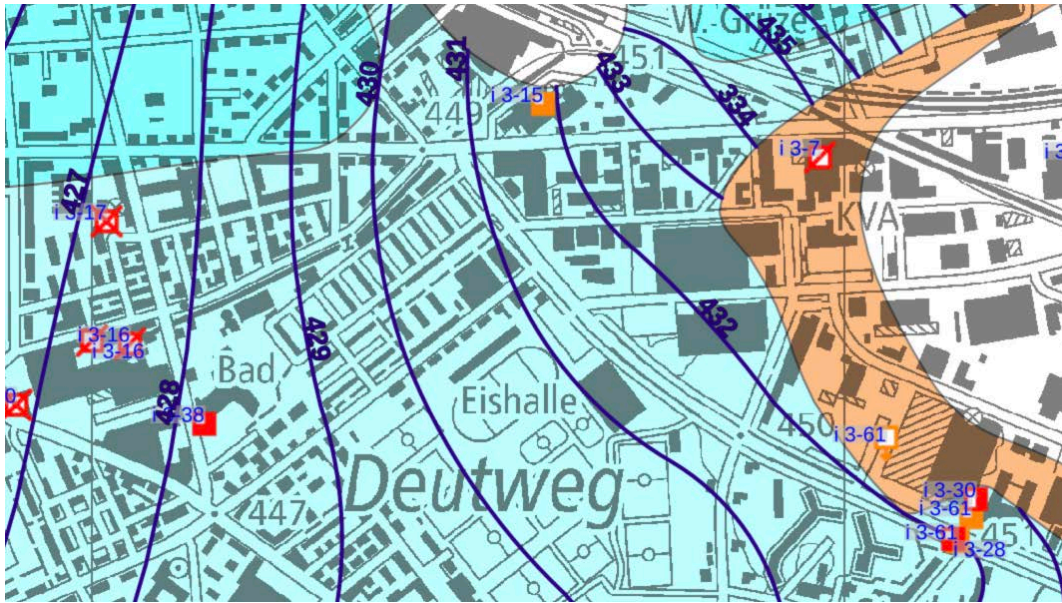 W. Grüze
435
451
431
430
433
i 3-15
449
334
i 3-7
i 3
427
i 3-17
KVA
432
429
i 3-16
i 3-16
Bad
428
Eishalle
450
i 3-61
Deutweg
447
i 3-30
i 3-61
i 3-61
451
i 3-28